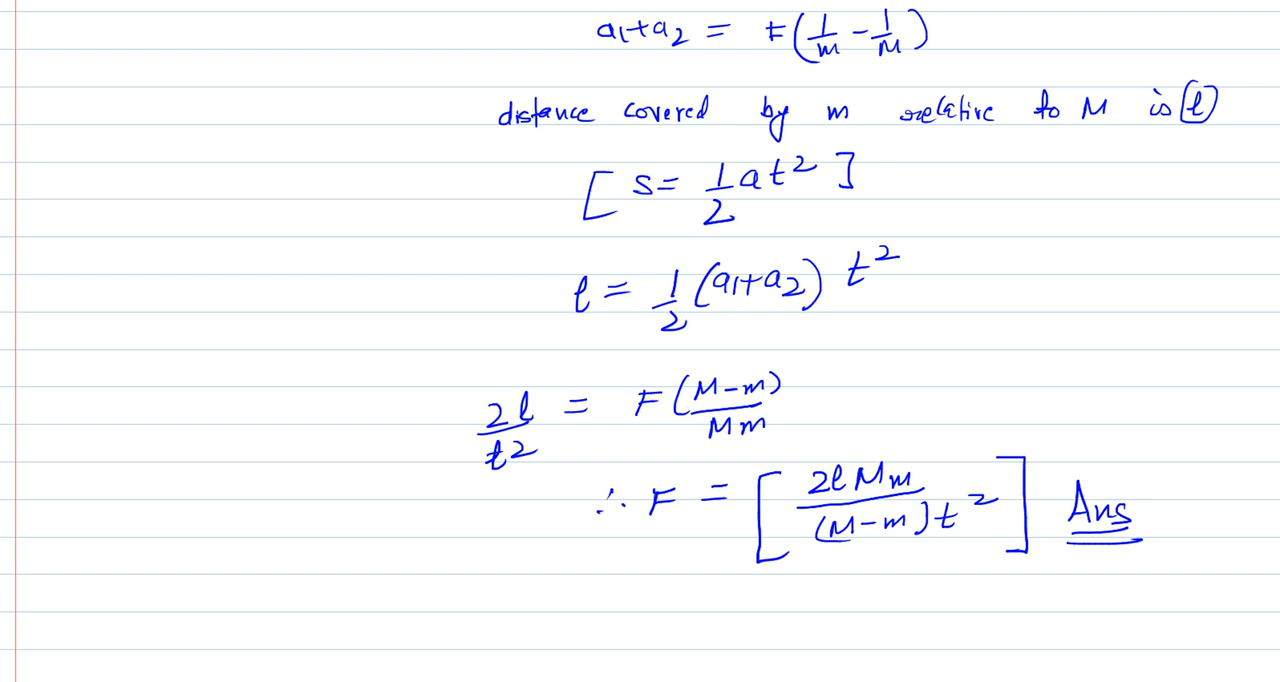 a₁+a₂ = F(1/m - 1/M)
distance covered by m relative to M is (l)
[ s = 1/2 at² ]
l = 1/2 (a₁+a₂) t²
2l/t² = F (M-m)/Mm
∴ F = [ 2lMm/(M-m)t² ] Ans